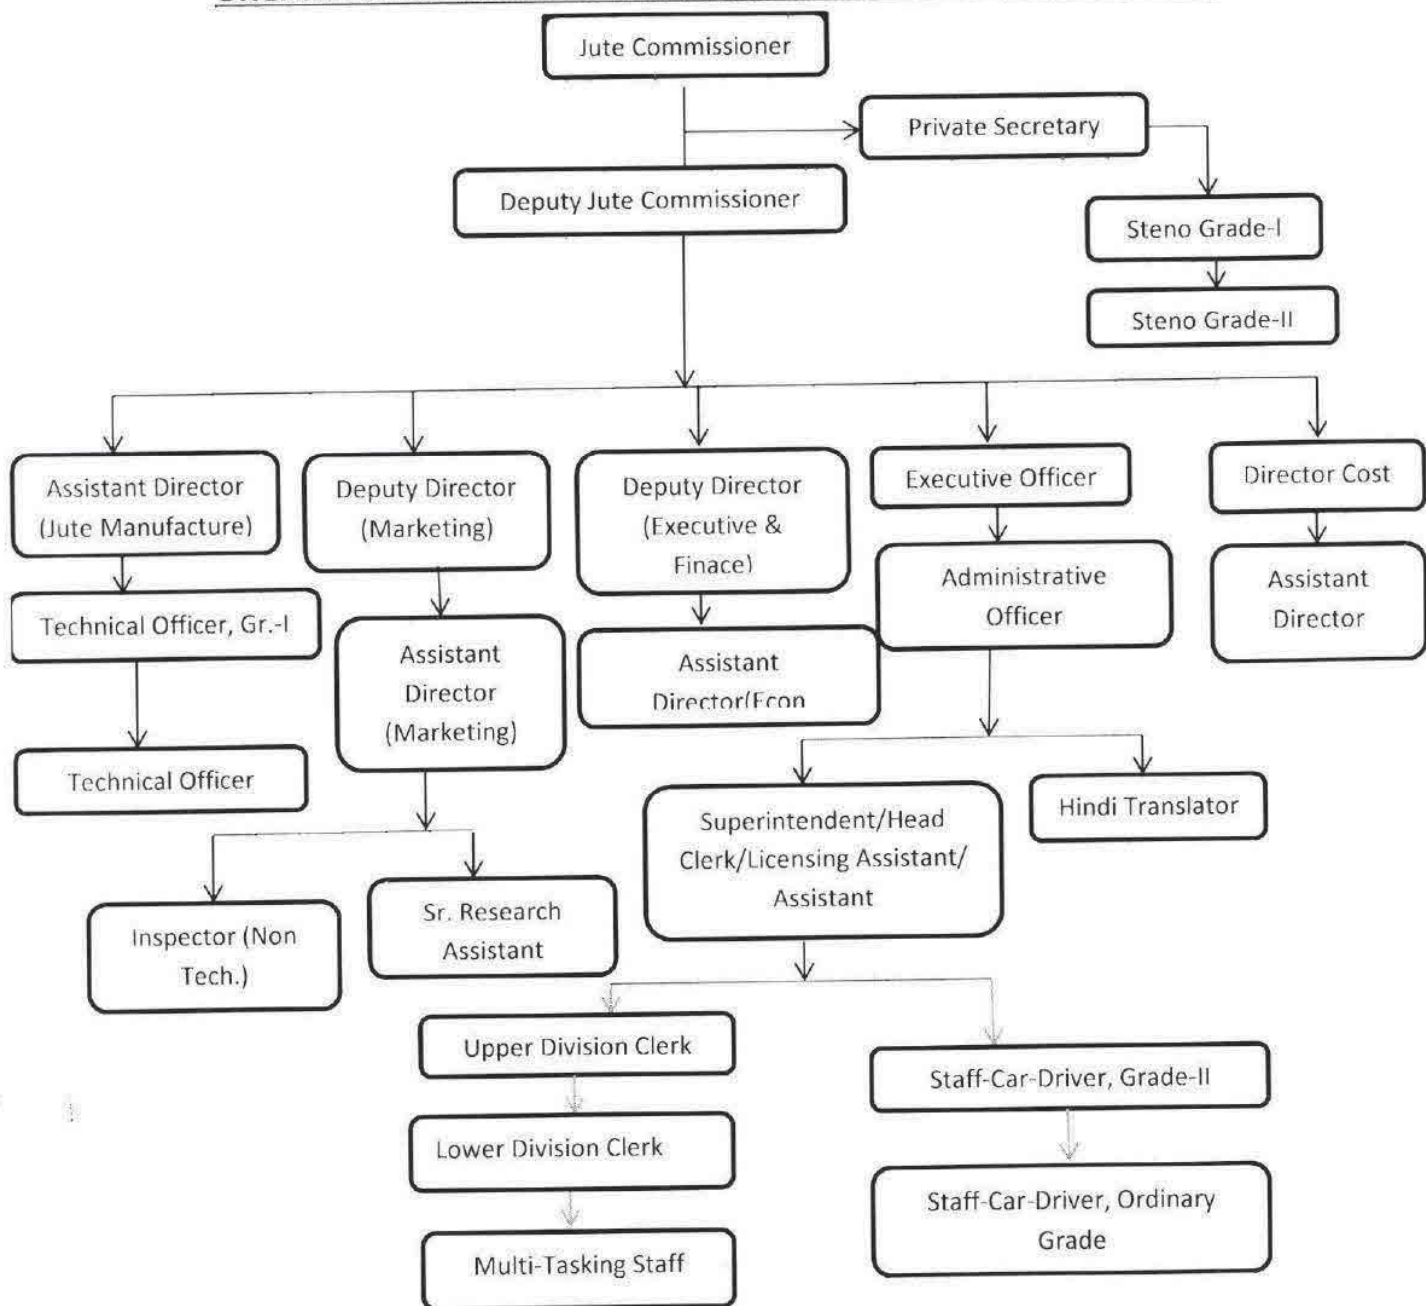 Jute Commissioner
Private Secretary
Deputy Jute Commissioner
Steno Grade-I
Steno Grade-II
Assistant Director
(Jute Manufacture)
Deputy Director
(Marketing)
Deputy Director
(Executive &
Finace)
Executive Officer
Director Cost
Technical Officer, Gr.-I
Assistant
Director
(Marketing)
Assistant
Director(Econ
Administrative
Officer
Assistant
Director
Technical Officer
Superintendent/Head
Clerk/Licensing Assistant/
Assistant
Hindi Translator
Inspector (Non
Tech.)
Sr. Research
Assistant
Upper Division Clerk
Staff-Car-Driver, Grade-II
Lower Division Clerk
Staff-Car-Driver, Ordinary
Grade
Multi-Tasking Staff